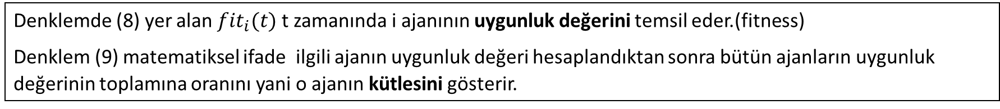 Denklemde (8) yer alan 𝑓𝑖𝑡ᵢ(𝑡) t zamanında i ajanının uygunluk değerini temsil eder.(fitness)
Denklem (9) matematiksel ifade ilgili ajanın uygunluk değeri hesaplandıktan sonra bütün ajanların uygunluk
değerinin toplamına oranını yani o ajanın kütlesini gösterir.